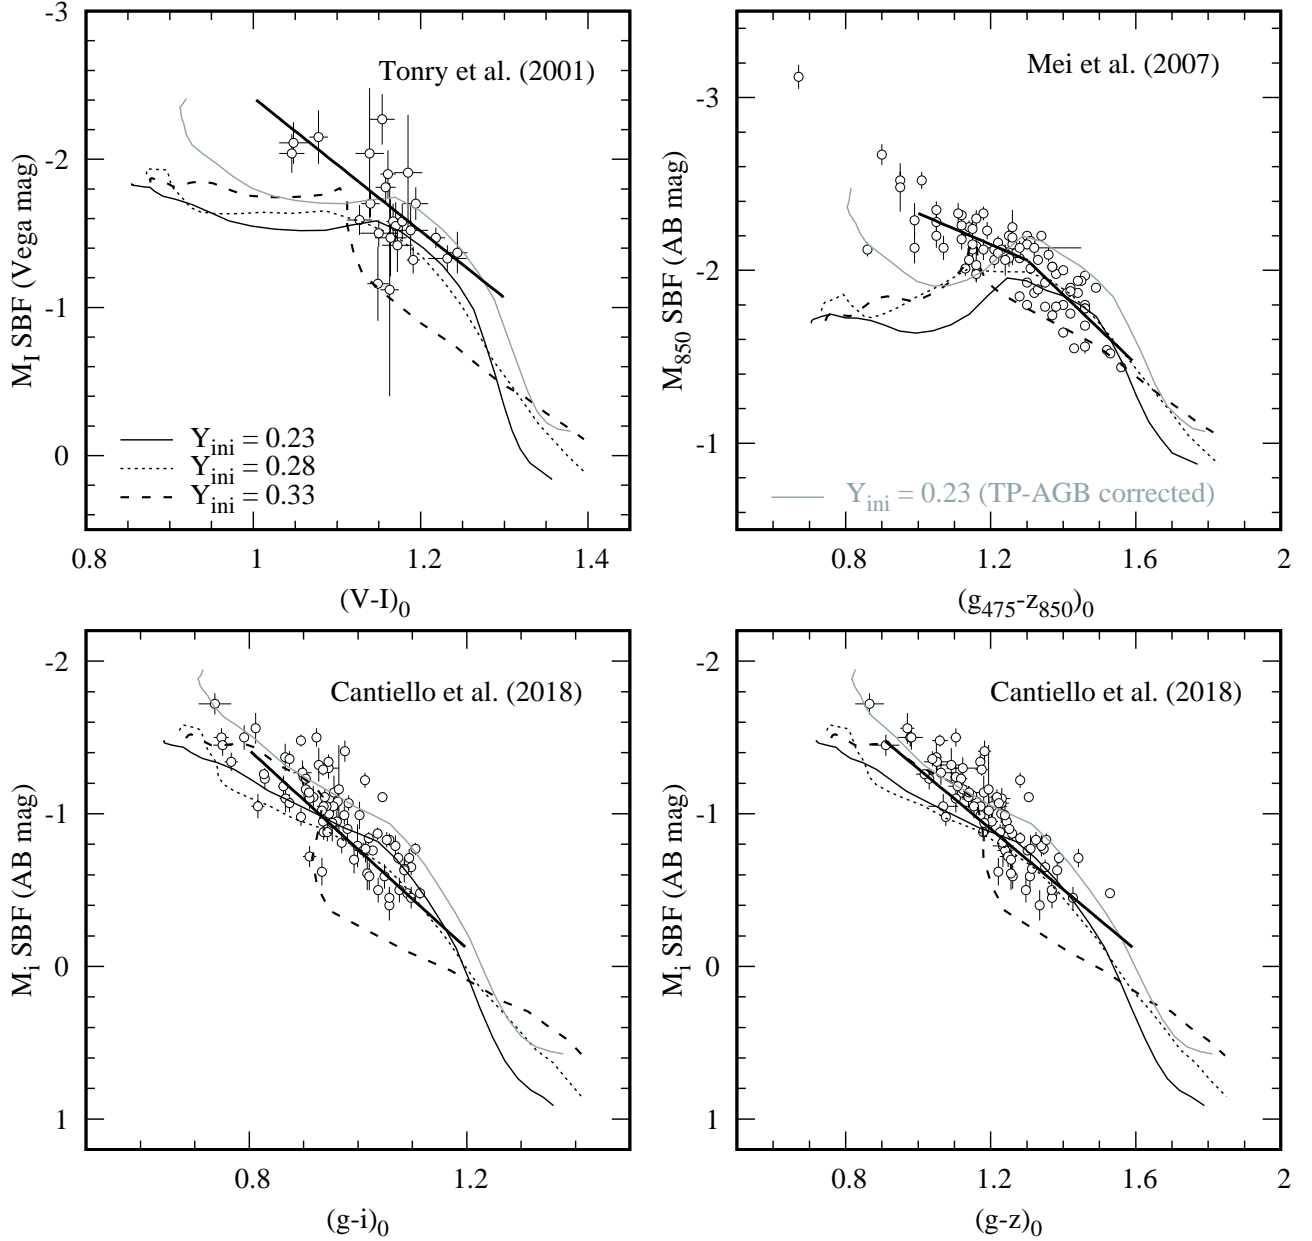 -3
-2
-1
0
M_I SBF (Vega mag)
Tonry et al. (2001)
Y_ini = 0.23
Y_ini = 0.28
Y_ini = 0.33
0.8 1 1.2 1.4
(V-I)_0
-3
-2
-1
M_850 SBF (AB mag)
Mei et al. (2007)
Y_ini = 0.23 (TP-AGB corrected)
0.8 1.2 1.6 2
(g_475-z_850)_0
-2
-1
0
1
M_i SBF (AB mag)
Cantiello et al. (2018)
0.8 1.2
(g-i)_0
-2
-1
0
1
M_i SBF (AB mag)
Cantiello et al. (2018)
0.8 1.2 1.6 2
(g-z)_0